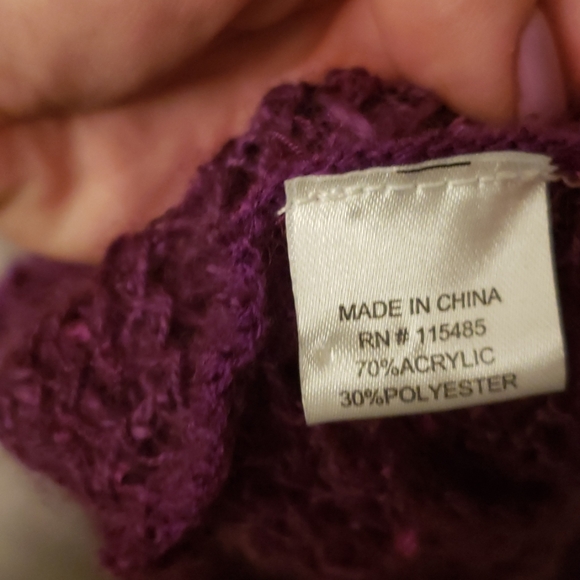 MADE IN CHINA
RN # 115485
70%ACRYLIC
30%POLYESTER